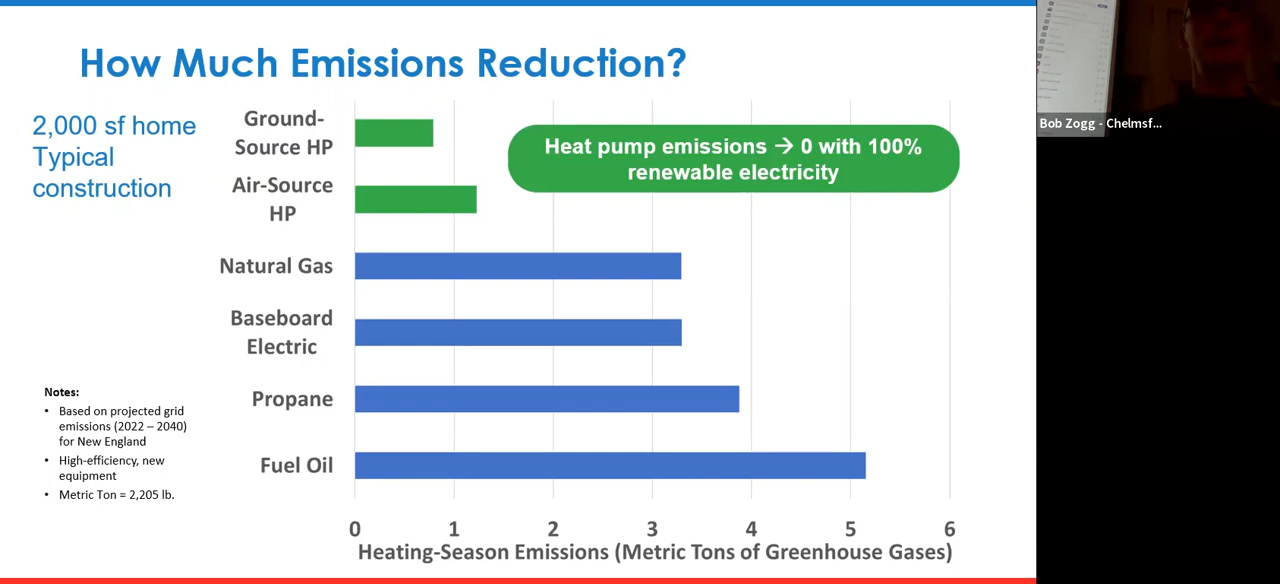 How Much Emissions Reduction?
2,000 sf home
Typical
construction
Ground-
Source HP
Air-Source
HP
Natural Gas
Baseboard
Electric
Propane
Fuel Oil
Heat pump emissions → 0 with 100%
renewable electricity
Notes:
• Based on projected grid
emissions (2022 – 2040)
for New England
• High-efficiency, new
equipment
• Metric Ton = 2,205 lb.
0 1 2 3 4 5 6
Heating-Season Emissions (Metric Tons of Greenhouse Gases)
Bob Zogg - Chelmsf...